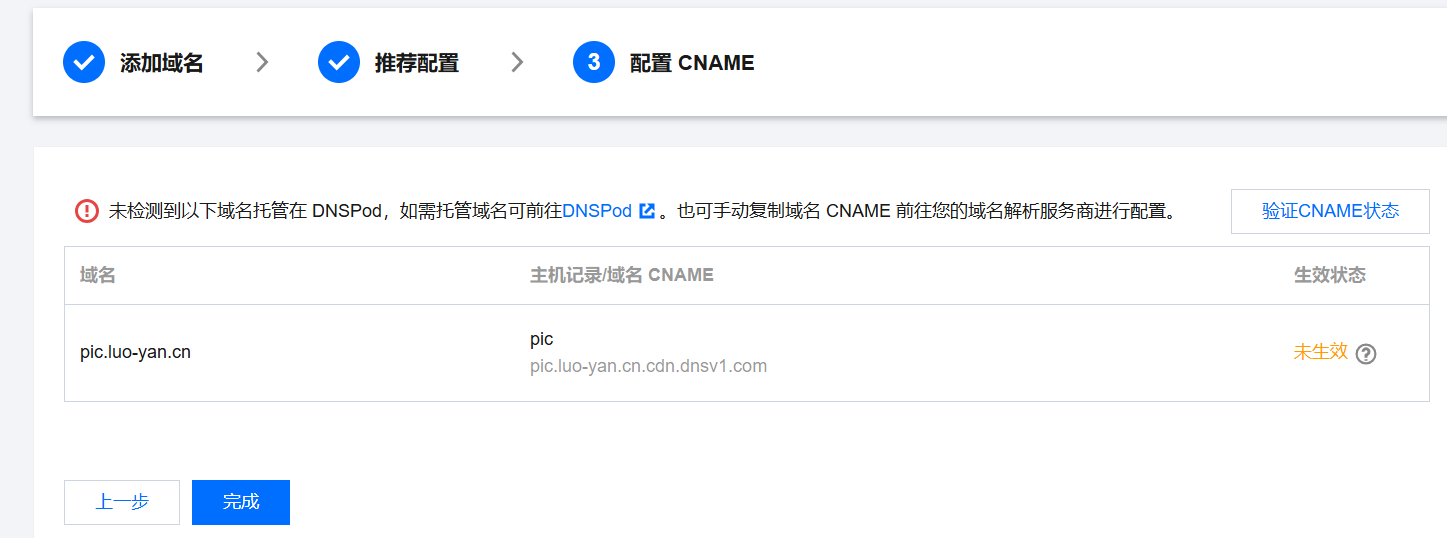 添加域名 推荐配置 3 配置 CNAME
未检测到以下域名托管在 DNSPod，如需托管域名可前往DNSPod 。也可手动复制域名 CNAME 前往您的域名解析服务商进行配置。 验证CNAME状态
域名 主机记录/域名 CNAME 生效状态
pic
pic.luo-yan.cn 未生效
pic.luo-yan.cn.cdn.dnsv1.com
上一步 完成